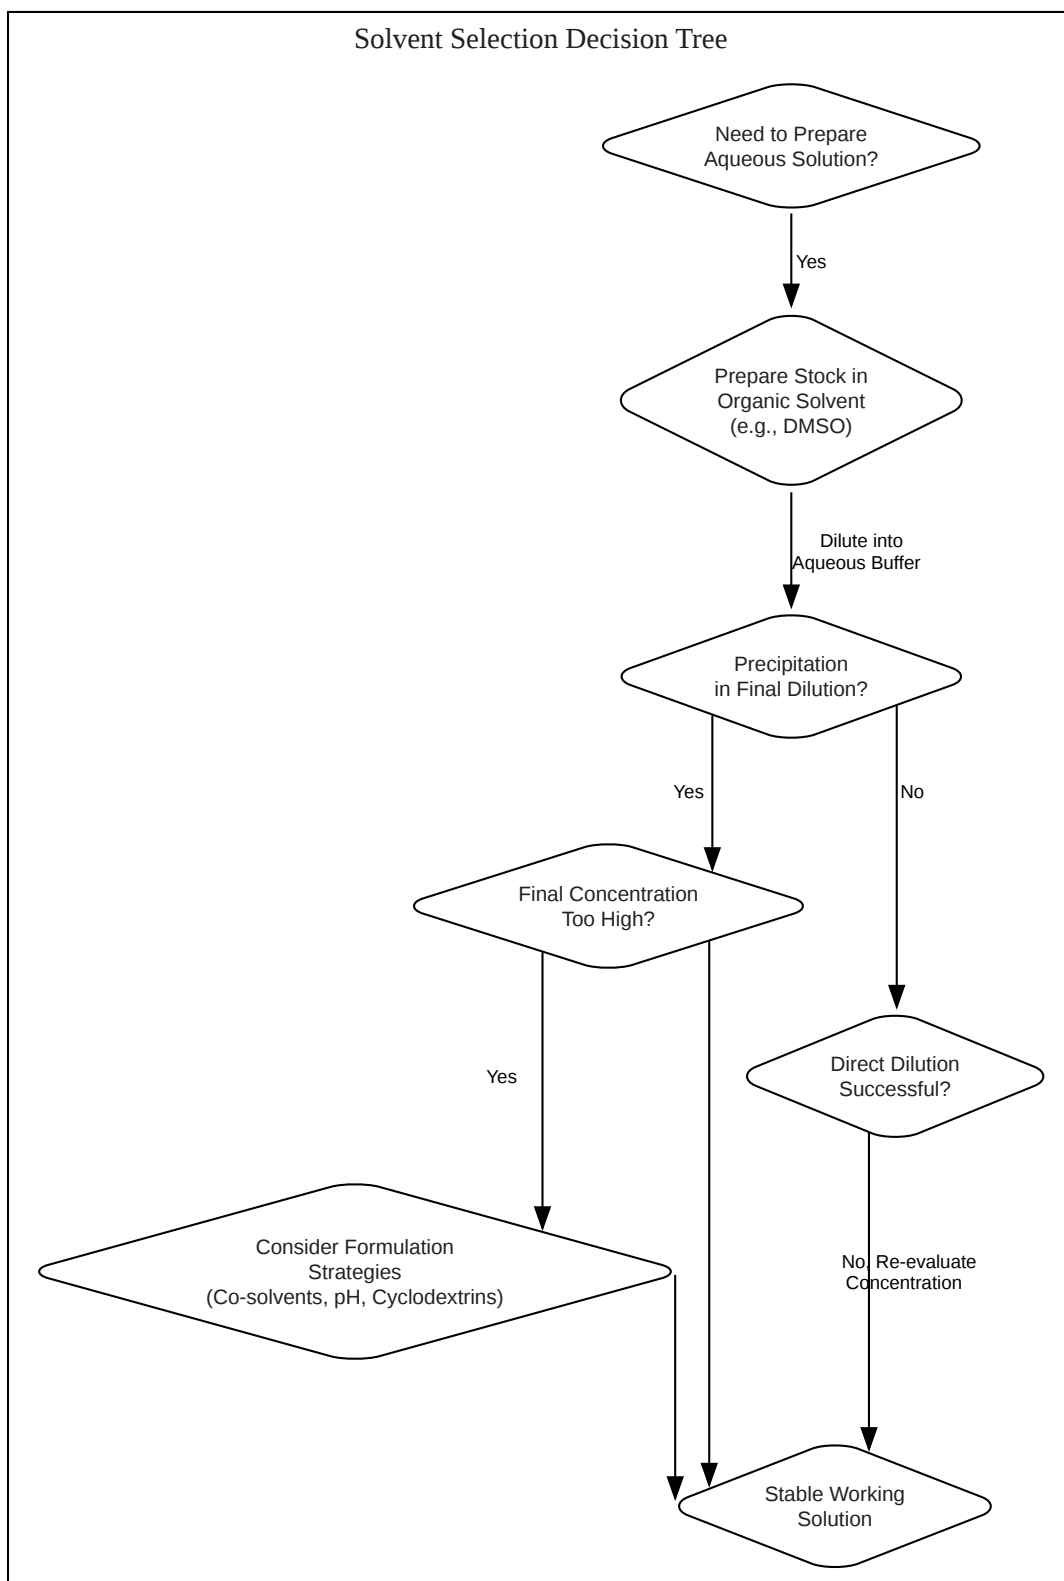 Solvent Selection Decision Tree
Need to Prepare
Aqueous Solution?
Yes
Prepare Stock in
Organic Solvent
(e.g., DMSO)
Dilute into
Aqueous Buffer
Precipitation
in Final Dilution?
Yes
No
Final Concentration
Too High?
Direct Dilution
Successful?
Yes
Consider Formulation
Strategies
(Co-solvents, pH, Cyclodextrins)
No, Re-evaluate
Concentration
Stable Working
Solution